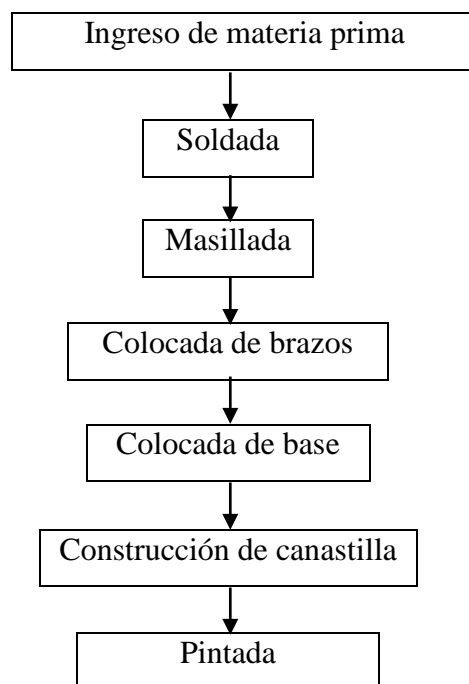 Ingreso de materia prima
Soldada
Masillada
Colocada de brazos
Colocada de base
Construcción de canastilla
Pintada